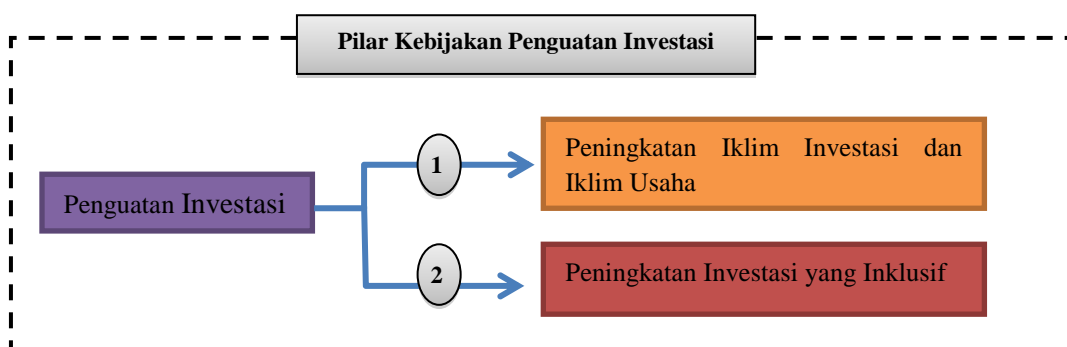 Pilar Kebijakan Penguatan Investasi
1
Peningkatan Iklim Investasi dan
Iklim Usaha
Penguatan Investasi
2
Peningkatan Investasi yang Inklusif